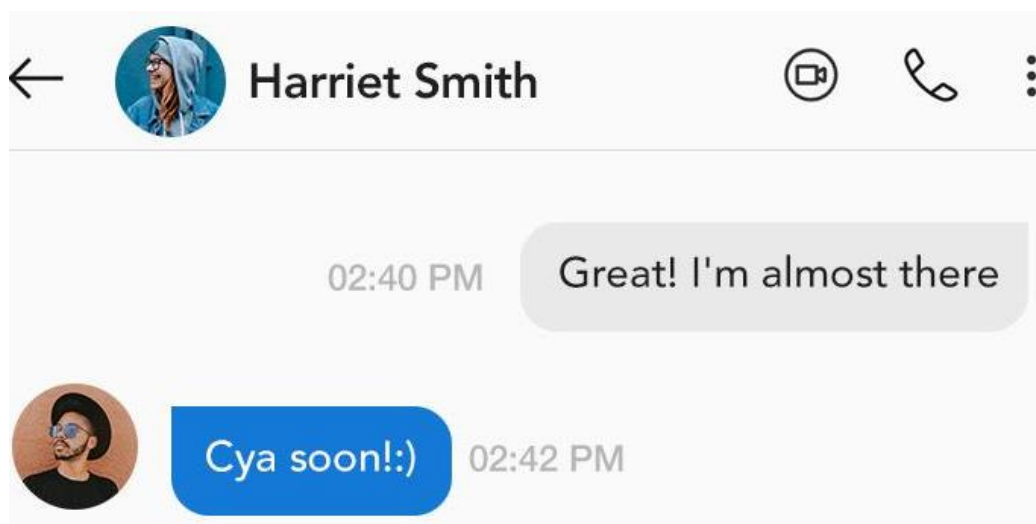 Harriet Smith
02:40 PM Great! I'm almost there
Cya soon!:) 02:42 PM